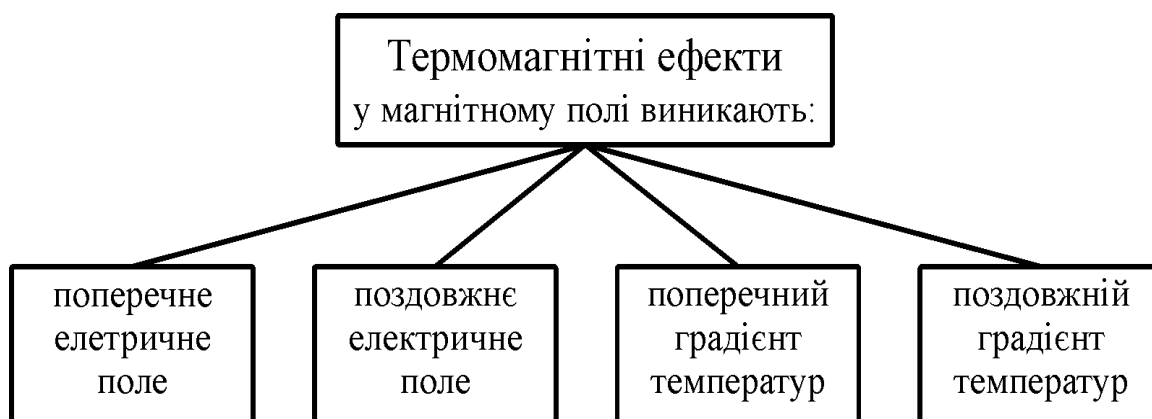 Термомагнітні ефекти
у магнітному полі виникають:
поперечне
елетричне
поле
поздовжнє
електричне
поле
поперечний
градієнт
температур
поздовжній
градієнт
температур